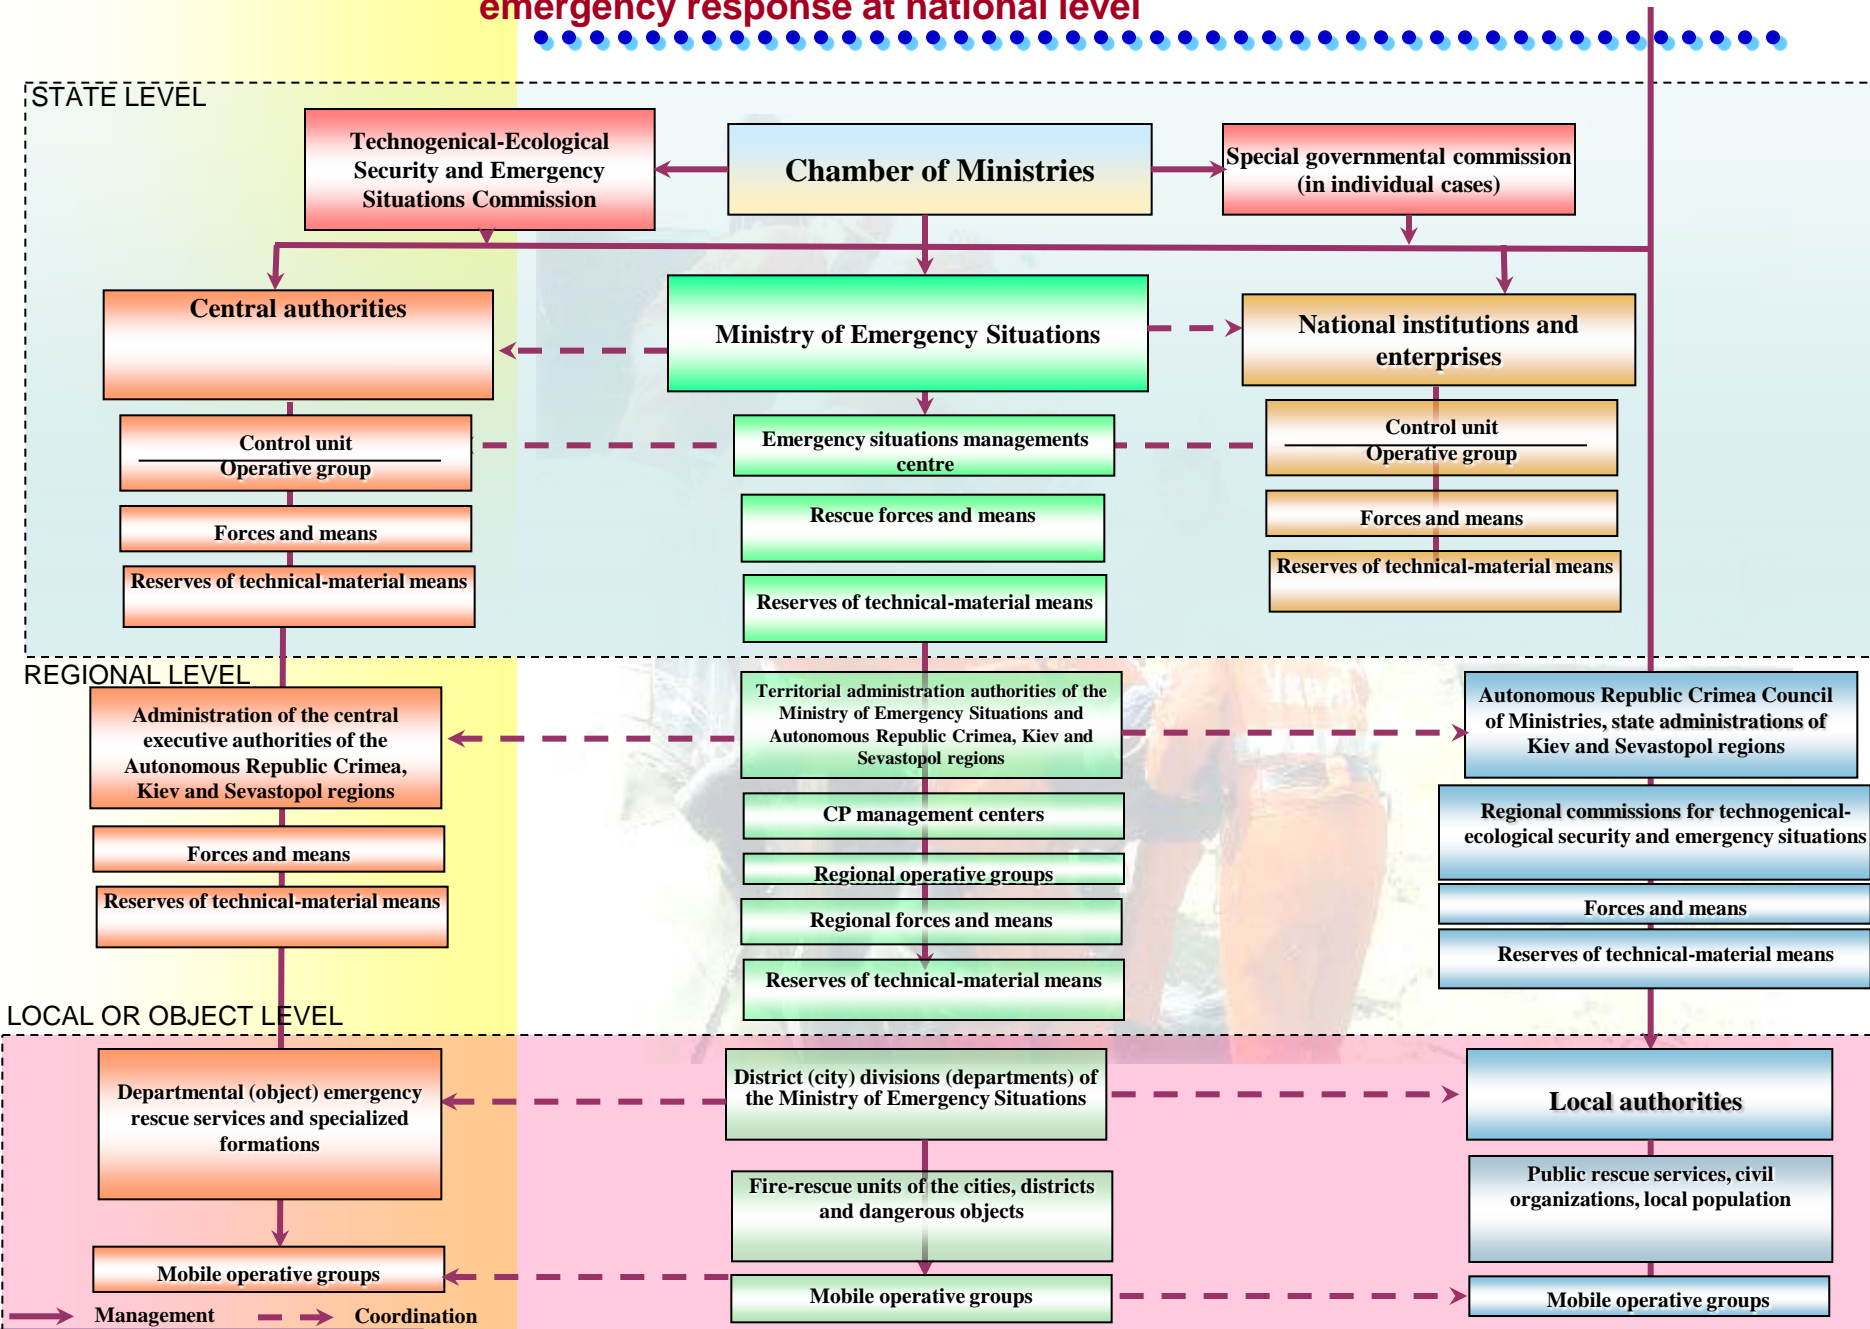 emergency response at national level
STATE LEVEL
Technogenical-Ecological
Security and Emergency
Situations Commission
Chamber of Ministries
Special governmental commission
(in individual cases)
Central authorities
Ministry of Emergency Situations
National institutions and
enterprises
Control unit
Operative group
Emergency situations managements
centre
Control unit
Operative group
Forces and means
Rescue forces and means
Forces and means
Reserves of technical-material means
Reserves of technical-material means
Reserves of technical-material means
REGIONAL LEVEL
Administration of the central
executive authorities of the
Autonomous Republic Crimea,
Kiev and Sevastopol regions
Territorial administration authorities of the
Ministry of Emergency Situations and
Autonomous Republic Crimea, Kiev and
Sevastopol regions
Autonomous Republic Crimea Council
of Ministries, state administrations of
Kiev and Sevastopol regions
CP management centers
Regional commissions for technogenical-
ecological security and emergency situations
Forces and means
Regional operative groups
Reserves of technical-material means
Regional forces and means
Forces and means
Reserves of technical-material means
Reserves of technical-material means
LOCAL OR OBJECT LEVEL
Departmental (object) emergency
rescue services and specialized
formations
District (city) divisions (departments) of
the Ministry of Emergency Situations
Local authorities
Fire-rescue units of the cities, districts
and dangerous objects
Public rescue services, civil
organizations, local population
Mobile operative groups
Mobile operative groups
Mobile operative groups
Management
Coordination